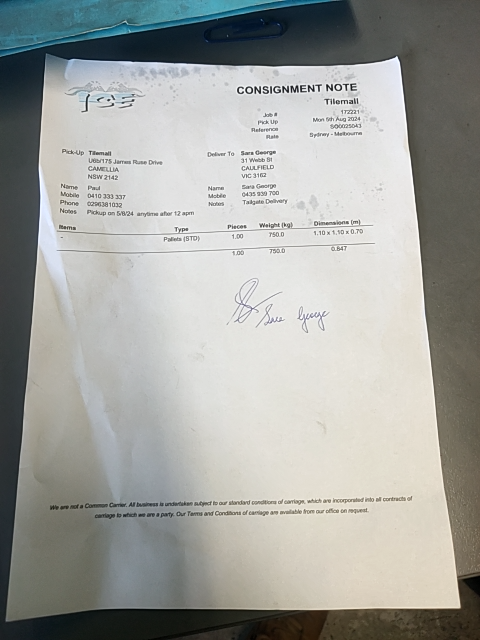 ICE
CONSIGNMENT NOTE
Tilemall
Job # 172221
Pick Up Mon 5th Aug 2024
Reference SO0025043
Rate Sydney - Melbourne
Pick-Up Tilemall
U6b/175 James Ruse Drive
CAMELLIA
NSW 2142
Deliver To Sara George
31 Webb St
CAULFIELD
VIC 3162
Name Paul
Mobile 0410 333 337
Phone 0296381032
Notes Pickup on 5/8/24 anytime after 12 apm
Name Sara George
Mobile 0435 939 700
Notes Tailgate Delivery
Items Type Pieces Weight (kg) Dimensions (m)
- Pallets (STD) 1.00 750.0 1.10 x 1.10 x 0.70
1.00 750.0 0.847
Sara George
We are not a Common Carrier. All business is undertaken subject to our standard conditions of carriage, which are incorporated into all contracts of
carriage to which we are a party. Our Terms and Conditions of carriage are available from our office on request.